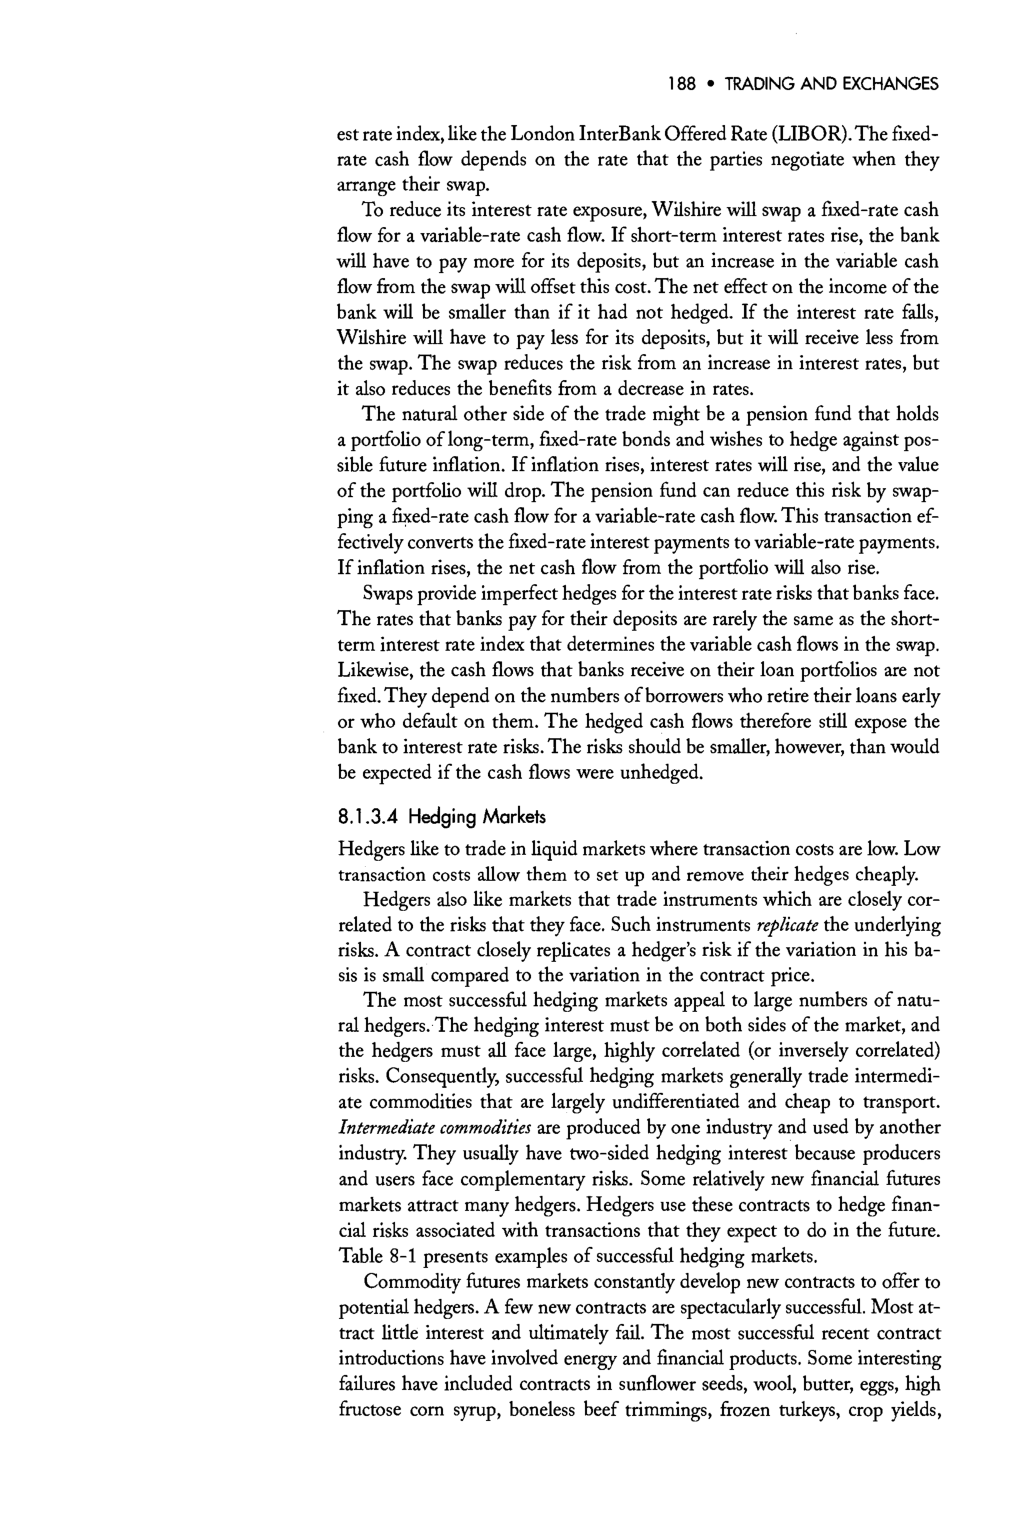 188 • TRADING AND EXCHANGES
est rate index, like the London InterBank Offered Rate (LIBOR). The fixed-
rate cash flow depends on the rate that the parties negotiate when they
arrange their swap.
To reduce its interest rate exposure, Wilshire will swap a fixed-rate cash
flow for a variable-rate cash flow. If short-term interest rates rise, the bank
will have to pay more for its deposits, but an increase in the variable cash
flow from the swap will offset this cost. The net effect on the income of the
bank will be smaller than if it had not hedged. If the interest rate falls,
Wilshire will have to pay less for its deposits, but it will receive less from
the swap. The swap reduces the risk from an increase in interest rates, but
it also reduces the benefits from a decrease in rates.
The natural other side of the trade might be a pension fund that holds
a portfolio of long-term, fixed-rate bonds and wishes to hedge against pos-
sible future inflation. If inflation rises, interest rates will rise, and the value
of the portfolio will drop. The pension fund can reduce this risk by swap-
ping a fixed-rate cash flow for a variable-rate cash flow. This transaction ef-
fectively converts the fixed-rate interest payments to variable-rate payments.
If inflation rises, the net cash flow from the portfolio will also rise.
Swaps provide imperfect hedges for the interest rate risks that banks face.
The rates that banks pay for their deposits are rarely the same as the short-
term interest rate index that determines the variable cash flows in the swap.
Likewise, the cash flows that banks receive on their loan portfolios are not
fixed. They depend on the numbers of borrowers who retire their loans early
or who default on them. The hedged cash flows therefore still expose the
bank to interest rate risks. The risks should be smaller, however, than would
be expected if the cash flows were unhedged.
8.1.3.4 Hedging Markets
Hedgers like to trade in liquid markets where transaction costs are low. Low
transaction costs allow them to set up and remove their hedges cheaply.
Hedgers also like markets that trade instruments which are closely cor-
related to the risks that they face. Such instruments replicate the underlying
risks. A contract closely replicates a hedger's risk if the variation in his ba-
sis is small compared to the variation in the contract price.
The most successful hedging markets appeal to large numbers of natu-
ral hedgers. The hedging interest must be on both sides of the market, and
the hedgers must all face large, highly correlated (or inversely correlated)
risks. Consequently, successful hedging markets generally trade intermedi-
ate commodities that are largely undifferentiated and cheap to transport.
Intermediate commodities are produced by one industry and used by another
industry. They usually have two-sided hedging interest because producers
and users face complementary risks. Some relatively new financial futures
markets attract many hedgers. Hedgers use these contracts to hedge finan-
cial risks associated with transactions that they expect to do in the future.
Table 8-1 presents examples of successful hedging markets.
Commodity futures markets constantly develop new contracts to offer to
potential hedgers. A few new contracts are spectacularly successful. Most at-
tract little interest and ultimately fail. The most successful recent contract
introductions have involved energy and financial products. Some interesting
failures have included contracts in sunflower seeds, wool, butter, eggs, high
fructose corn syrup, boneless beef trimmings, frozen turkeys, crop yields,